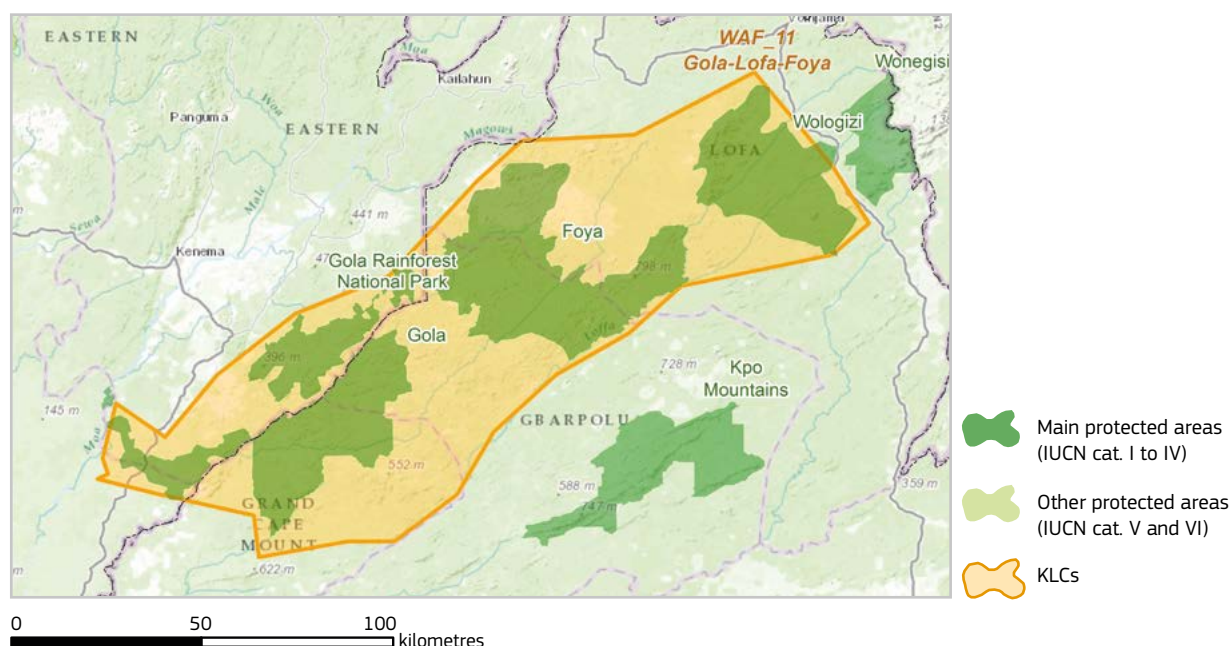 EASTERN
Moa
Kailahun
WAF_11
Gola-Lofa-Foya
Wonegisi
Panguma
Woa
EASTERN
Magowi
Wologizi
LOFA
Male
Sewa
441 m
Kenema
Foya
Gola Rainforest
National Park
798 m
Gola
Loffa
396 m
728 m
Kpo
Mountains
145 m
GBARPOLU
Moa
552 m
588 m
359 m
GRAND
CAPE
MOUNT
747 m
622 m
Main protected areas
(IUCN cat. I to IV)
Other protected areas
(IUCN cat. V and VI)
KLCs
0 50 100
kilometres